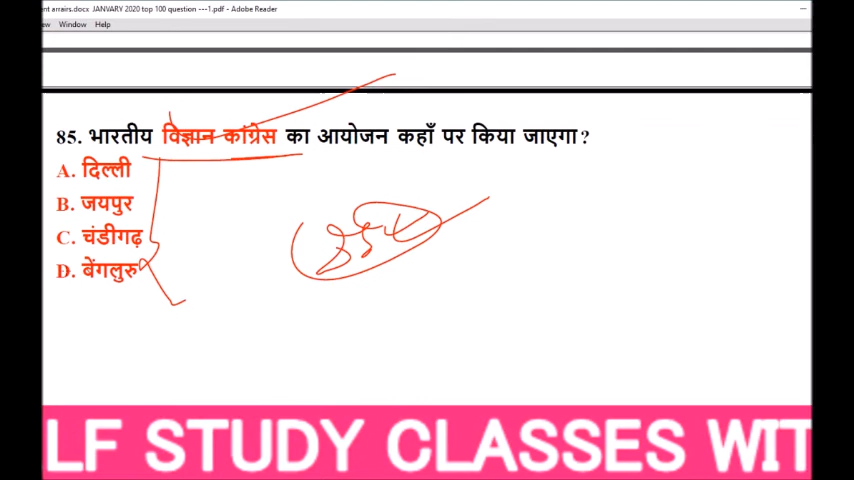 ent arrairs.docx JANVARY 2020 top 100 question ---1.pdf - Adobe Reader
ew Window Help
85. भारतीय विज्ञान कांग्रेस का आयोजन कहाँ पर किया जाएगा?
A. दिल्ली
B. जयपुर
C. चंडीगढ़
D. बेंगलुरु
LF STUDY CLASSES WIT